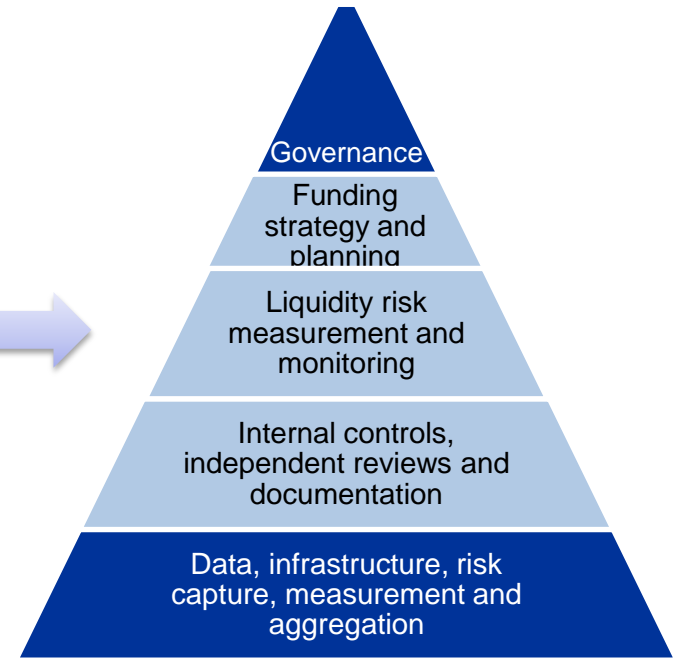 Governance
Funding
strategy and
planning
Liquidity risk
measurement and
monitoring
Internal controls,
independent reviews and
documentation
Data, infrastructure, risk
capture, measurement and
aggregation